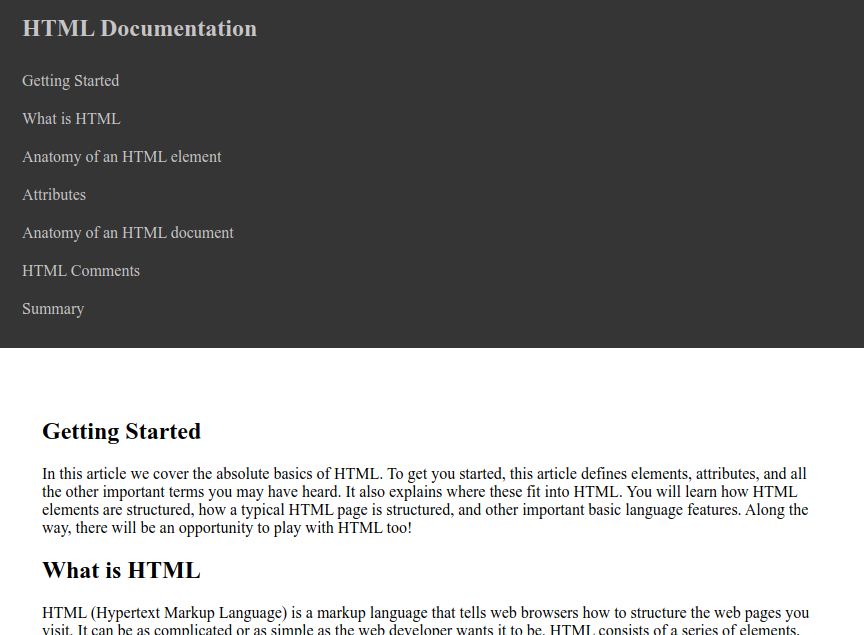 HTML Documentation
Getting Started
What is HTML
Anatomy of an HTML element
Attributes
Anatomy of an HTML document
HTML Comments
Summary
Getting Started
In this article we cover the absolute basics of HTML. To get you started, this article defines elements, attributes, and all
the other important terms you may have heard. It also explains where these fit into HTML. You will learn how HTML
elements are structured, how a typical HTML page is structured, and other important basic language features. Along the
way, there will be an opportunity to play with HTML too!
What is HTML
HTML (Hypertext Markup Language) is a markup language that tells web browsers how to structure the web pages you
visit. It can be as complicated or as simple as the web developer wants it to be. HTML consists of a series of elements,